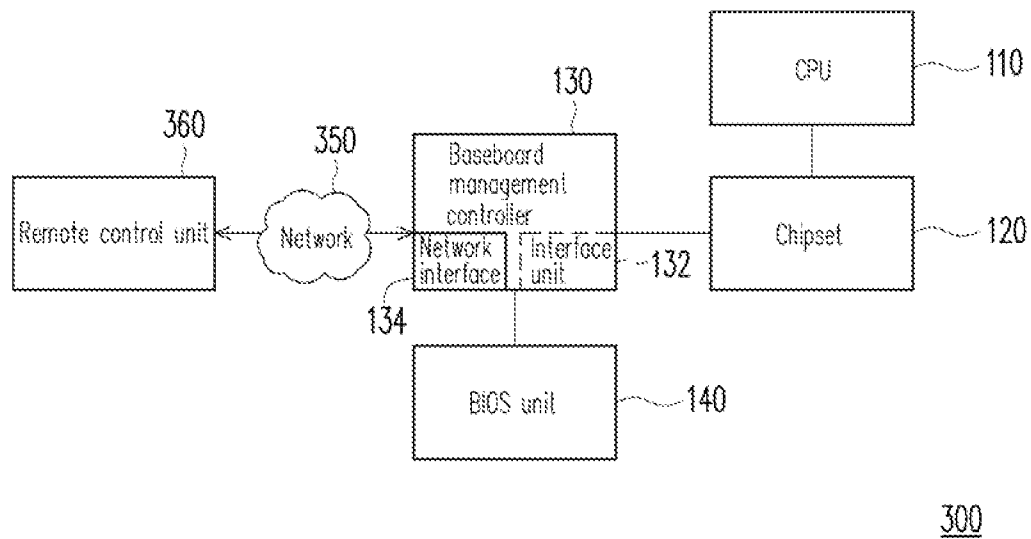 CPU
110
130
360
350
Baseboard
management
controller
Remote control unit
Network
Network
interface
Interface
unit
132
Chipset
120
134
BIOS unit
140
300